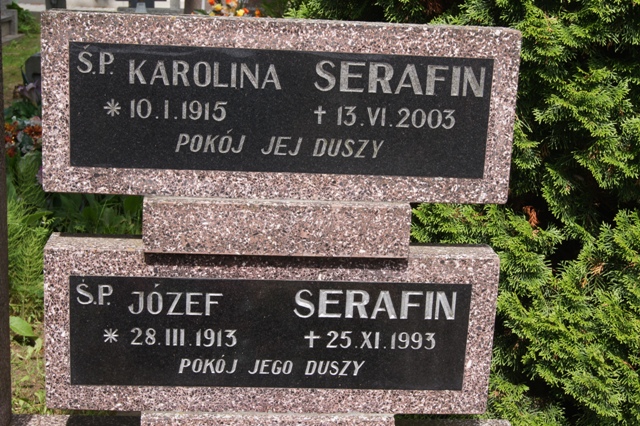 Ś.P. KAROLINA SERAFIN
* 10.I.1915 † 13.VI.2003
POKÓJ JEJ DUSZY
Ś.P. JÓZEF SERAFIN
* 28.III.1913 † 25.XI.1993
POKÓJ JEGO DUSZY